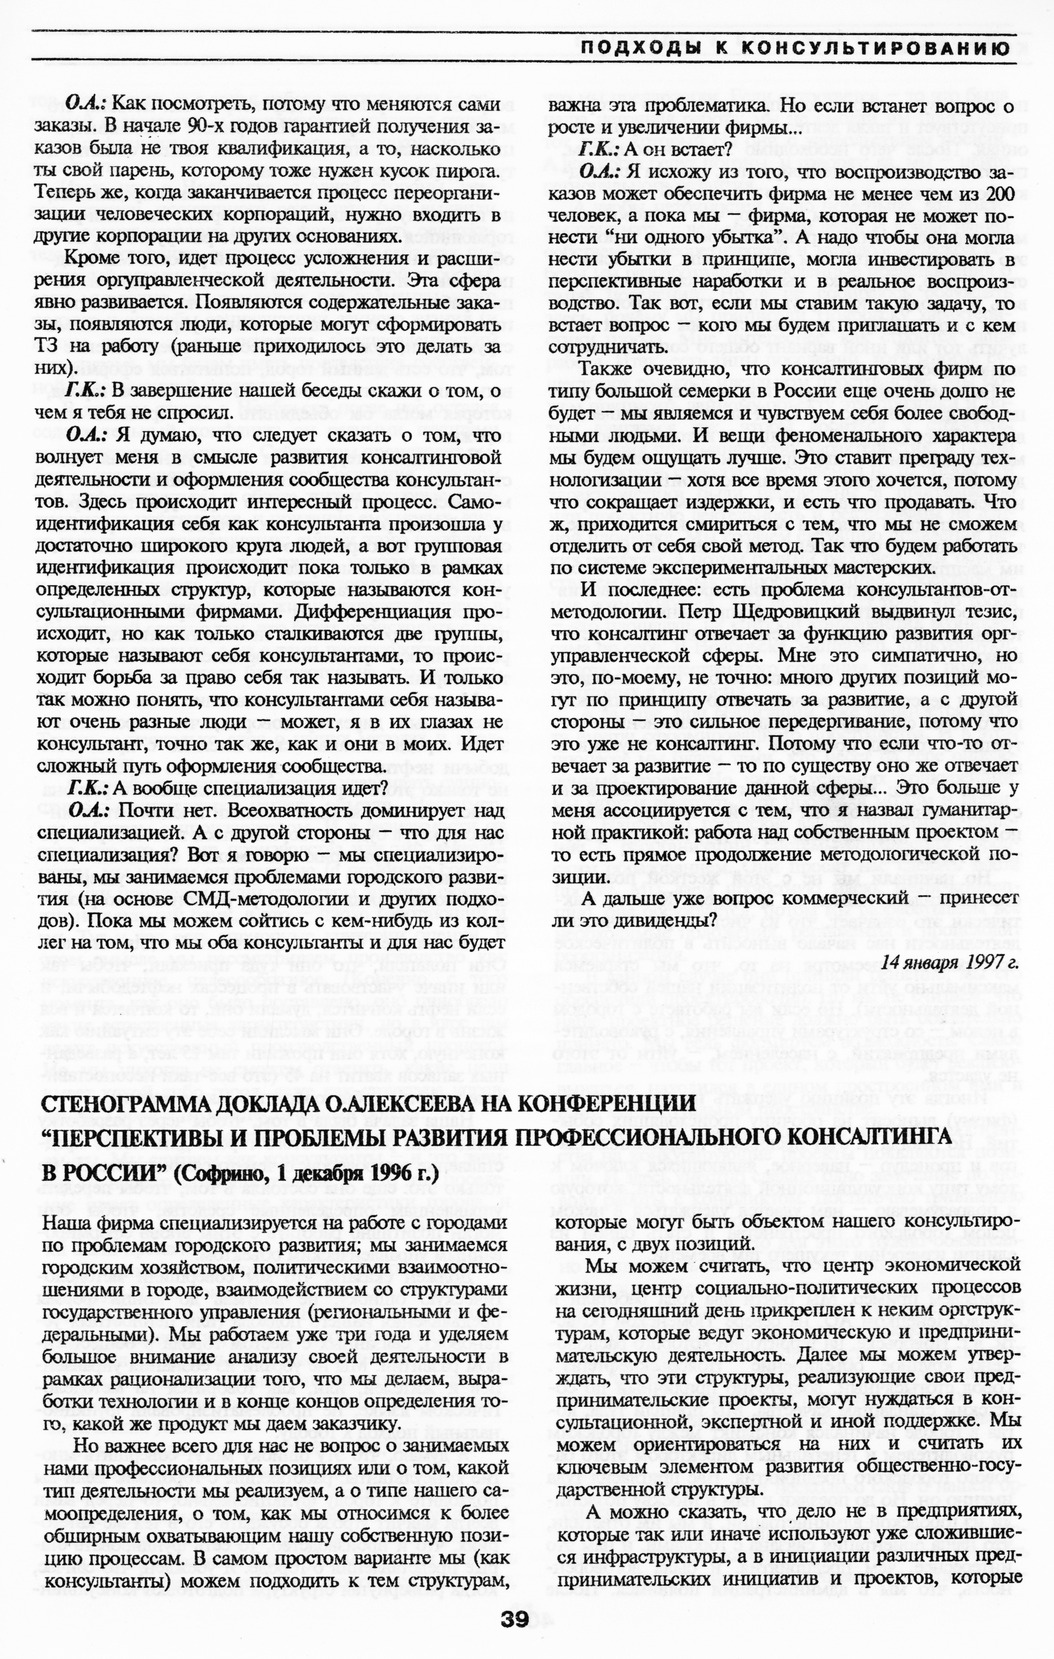 ПОДХОДЫ К КОНСУЛЬТИРОВАНИЮ
О.А.: Как посмотреть, потому что меняются сами
заказы. В начале 90-х годов гарантией получения за-
казов была не твоя квалификация, а то, насколько
ты свой парень, которому тоже нужен кусок пирога.
Теперь же, когда заканчивается процесс переоргани-
зации человеческих корпораций, нужно входить в
другие корпорации на других основаниях.
Кроме того, идет процесс усложнения и расши-
рения оргуправленческой деятельности. Эта сфера
явно развивается. Появляются содержательные зака-
зы, появляются люди, которые могут сформировать
ТЗ на работу (раньше приходилось это делать за
них).
Г.К.: В завершение нашей беседы скажи о том, о
чем я тебя не спросил.
О.А.: Я думаю, что следует сказать о том, что
волнует меня в смысле развития консалтинговой
деятельности и оформления сообщества консультан-
тов. Здесь происходит интересный процесс. Само-
идентификация себя как консультанта произошла у
достаточно широкого круга людей, а вот групповая
идентификация происходит пока только в рамках
определенных структур, которые называются кон-
сультационными фирмами. Дифференциация про-
исходит, но как только сталкиваются две группы,
которые называют себя консультантами, то проис-
ходит борьба за право себя так называть. И только
так можно понять, что консультантами себя называ-
ют очень разные люди — может, я в их глазах не
консультант, точно так же, как и они в моих. Идет
сложный путь оформления сообщества.
Г.К.: А вообще специализация идет?
О.А.: Почти нет. Всеохватность доминирует над
специализацией. А с другой стороны — что для нас
специализация? Вот я говорю — мы специализиро-
ваны, мы занимаемся проблемами городского разви-
тия (на основе СМД-методологии и других подхо-
дов). Пока мы можем сойтись с кем-нибудь из кол-
лег на том, что мы оба консультанты и для нас будет
важна эта проблематика. Но если встанет вопрос о
росте и увеличении фирмы...
Г.К.: А он встает?
О.А.: Я исхожу из того, что воспроизводство за-
казов может обеспечить фирма не менее чем из 200
человек, а пока мы — фирма, которая не может по-
нести “ни одного убытка”. А надо чтобы она могла
нести убытки в принципе, могла инвестировать в
перспективные наработки и в реальное воспроиз-
водство. Так вот, если мы ставим такую задачу, то
встает вопрос — кого мы будем приглашать и с кем
сотрудничать.
Также очевидно, что консалтинговых фирм по
типу большой семерки в России еще очень долго не
будет — мы являемся и чувствуем себя более свобод-
ными людьми. И вещи феноменального характера
мы будем ощущать лучше. Это ставит преграду тех-
нологизации — хотя все время этого хочется, потому
что сокращает издержки, и есть что продавать. Что
ж, приходится смириться с тем, что мы не сможем
отделить от себя свой метод. Так что будем работать
по системе экспериментальных мастерских.
И последнее: есть проблема консультантов-от-
методологии. Петр Щедровицкий выдвинул тезис,
что консалтинг отвечает за функцию развития орг-
управленческой сферы. Мне это симпатично, но
это, по-моему, не точно: много других позиций мо-
гут по принципу отвечать за развитие, а с другой
стороны — это сильное передергивание, потому что
это уже не консалтинг. Потому что если что-то от-
вечает за развитие — то по существу оно же отвечает
и за проектирование данной сферы... Это больше у
меня ассоциируется с тем, что я назвал гуманитар-
ной практикой: работа над собственным проектом —
то есть прямое продолжение методологической по-
зиции.
А дальше уже вопрос коммерческий — принесет
ли это дивиденды?
14 января 1997 г.
СТЕНОГРАММА ДОКЛАДА О.АЛЕКСЕЕВА НА КОНФЕРЕНЦИИ
“ПЕРСПЕКТИВЫ И ПРОБЛЕМЫ РАЗВИТИЯ ПРОФЕССИОНАЛЬНОГО КОНСАЛТИНГА
В РОССИИ” (Софрино, 1 декабря 1996 г.)
Наша фирма специализируется на работе с городами
по проблемам городского развития; мы занимаемся
городским хозяйством, политическими взаимоотно-
шениями в городе, взаимодействием со структурами
государственного управления (региональными и фе-
деральными). Мы работаем уже три года и уделяем
большое внимание анализу своей деятельности в
рамках рационализации того, что мы делаем, выра-
ботки технологии и в конце концов определения то-
го, какой же продукт мы даем заказчику.
Но важнее всего для нас не вопрос о занимаемых
нами профессиональных позициях или о том, какой
тип деятельности мы реализуем, а о типе нашего са-
моопределения, о том, как мы относимся к более
обширным охватывающим нашу собственную пози-
цию процессам. В самом простом варианте мы (как
консультанты) можем подходить к тем структурам,
которые могут быть объектом нашего консультиро-
вания, с двух позиций.
Мы можем считать, что центр экономической
жизни, центр социально-политических процессов
на сегодняшний день прикреплен к неким оргструк-
турам, которые ведут экономическую и предприни-
мательскую деятельность. Далее мы можем утвер-
ждать, что эти структуры, реализующие свои пред-
принимательские проекты, могут нуждаться в кон-
сультационной, экспертной и иной поддержке. Мы
можем ориентироваться на них и считать их
ключевым элементом развития общественно-госу-
дарственной структуры.
А можно сказать, что дело не в предприятиях,
которые так или иначе используют уже сложившие-
ся инфраструктуры, а в инициации различных пред-
принимательских инициатив и проектов, которые
39